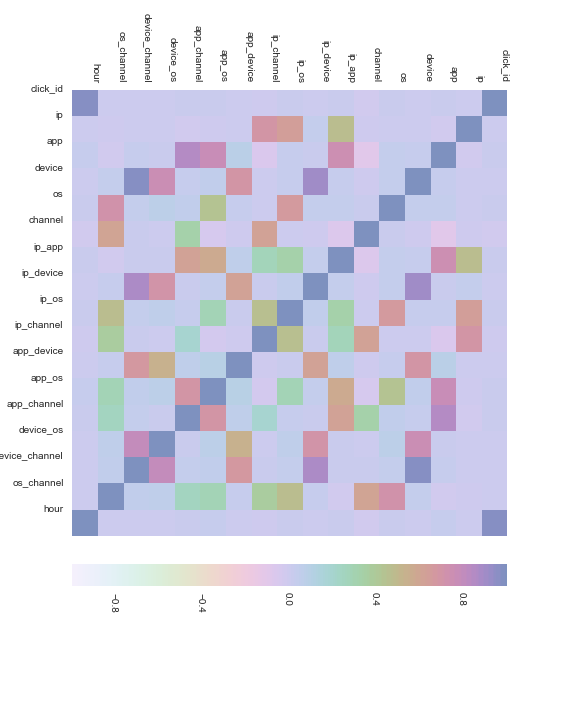 hour
os_channel
device_channel
device_os
app_channel
app_os
app_device
ip_channel
ip_os
ip_device
ip_app
channel
os
device
app
ip
click_id
click_id
ip
app
device
os
channel
ip_app
ip_device
ip_os
ip_channel
app_device
app_os
app_channel
device_os
evice_channel
os_channel
hour
−0.8
−0.4
0.0
0.4
0.8